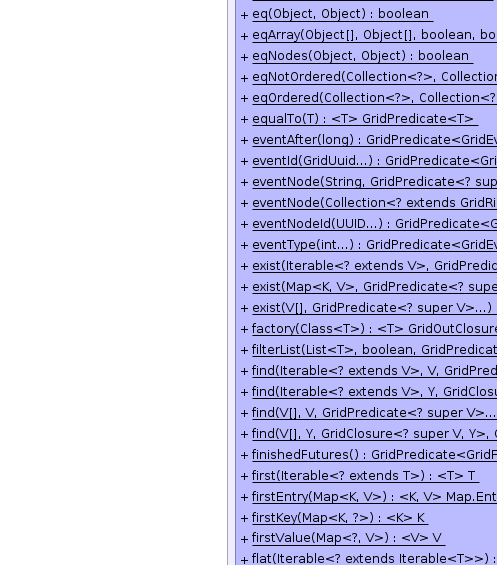 + eq(Object, Object) : boolean
+ eqArray(Object[], Object[], boolean, bo
+ eqNodes(Object, Object) : boolean
+ eqNotOrdered(Collection<?>, Collection
+ eqOrdered(Collection<?>, Collection<?
+ equalTo(T) : <T> GridPredicate<T>
+ eventAfter(long) : GridPredicate<GridEv
+ eventId(GridUuid...) : GridPredicate<Gri
+ eventNode(String, GridPredicate<? sup
+ eventNode(Collection<? extends GridRi
+ eventNodeId(UUID...) : GridPredicate<G
+ eventType(int...) : GridPredicate<GridEv
+ exist(Iterable<? extends V>, GridPredic
+ exist(Map<K, V>, GridPredicate<? supe
+ exist(V[], GridPredicate<? super V>...)
+ factory(Class<T>) : <T> GridOutClosure
+ filterList(List<T>, boolean, GridPredicat
+ find(Iterable<? extends V>, V, GridPred
+ find(Iterable<? extends V>, Y, GridClosu
+ find(V[], V, GridPredicate<? super V>...
+ find(V[], Y, GridClosure<? super V, Y>, G
+ finishedFutures() : GridPredicate<GridF
+ first(Iterable<? extends T>) : <T> T
+ firstEntry(Map<K, V>) : <K, V> Map.Ent
+ firstKey(Map<K, ?>) : <K> K
+ firstValue(Map<?, V>) : <V> V
+ flat(Iterable<? extends Iterable<T>>) :